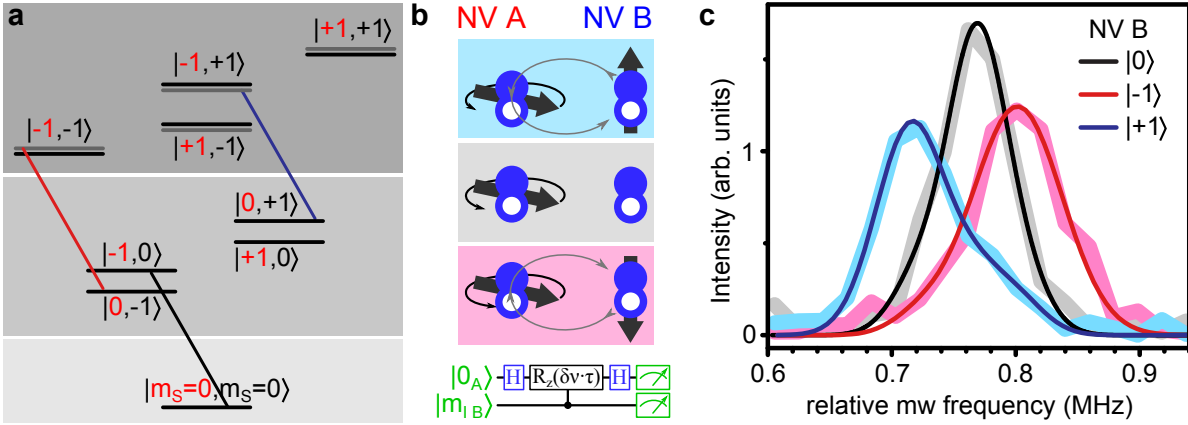 a
|+1,+1⟩
|-1,+1⟩
|-1,-1⟩
|+1,-1⟩
|0,+1⟩
|+1,0⟩
|-1,0⟩
|0,-1⟩
|mS=0,mS=0⟩
b
NV A NV B
|0A⟩ H Rz(δν·τ) H
|mI B⟩
c
NV B
|0⟩
|-1⟩
|+1⟩
Intensity (arb. units)
1
0
0.6 0.7 0.8 0.9
relative mw frequency (MHz)